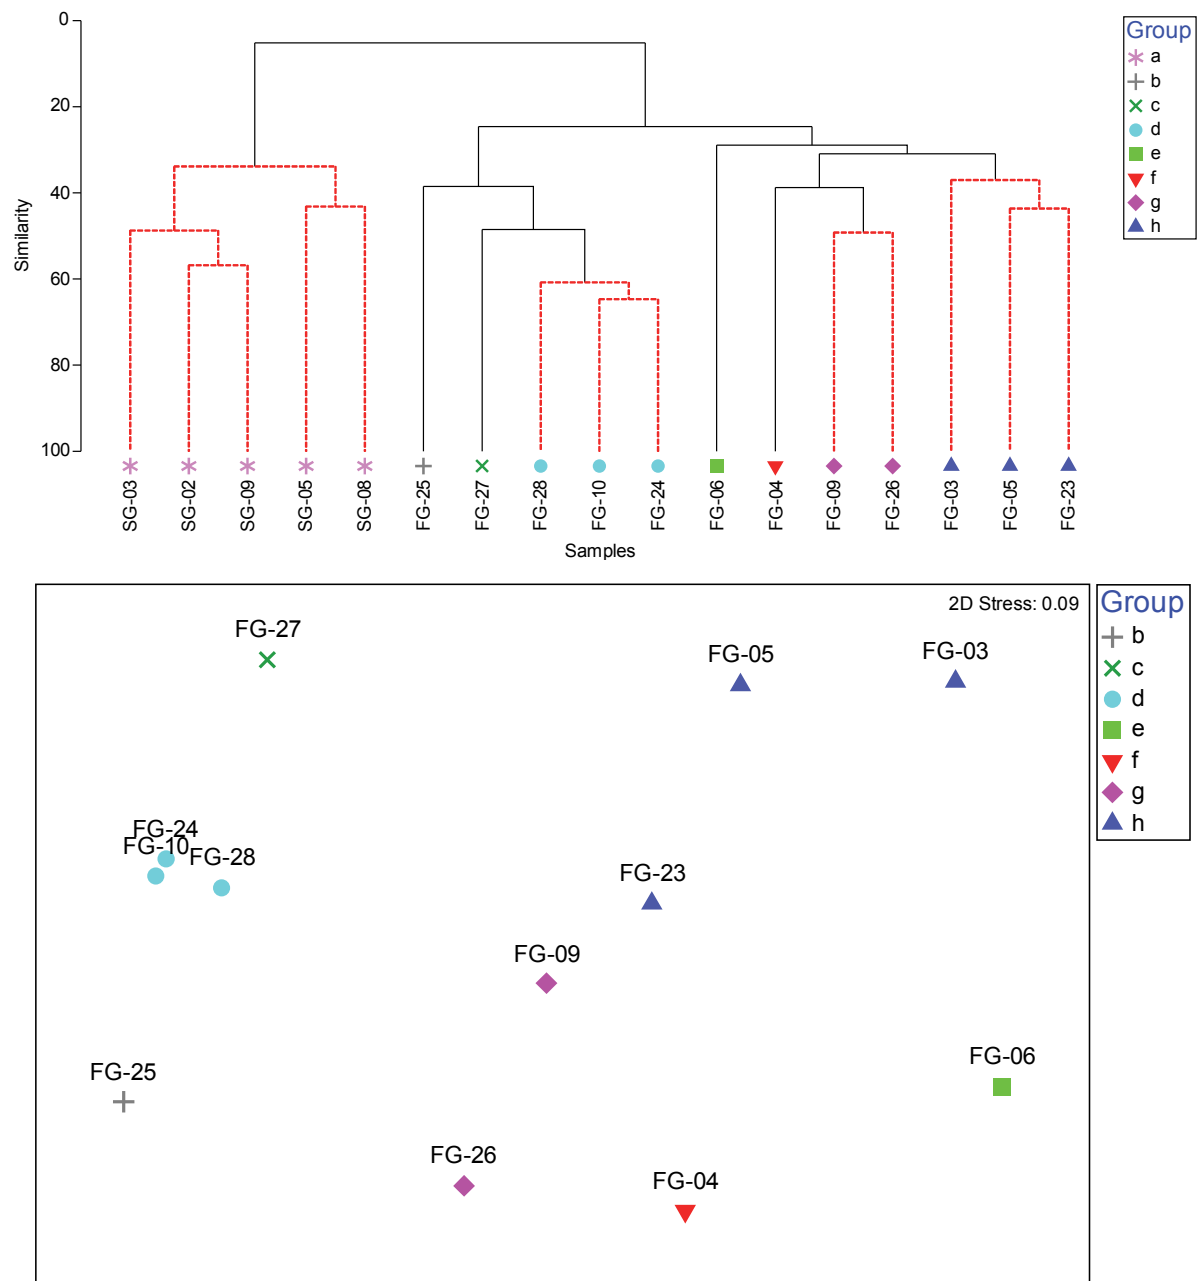 0
20
40
60
80
100
Similarity
SG-03
SG-02
SG-09
SG-05
SG-08
FG-25
FG-27
FG-28
FG-10
FG-24
FG-06
FG-04
FG-09
FG-26
FG-03
FG-05
FG-23
Samples
Group
a
b
c
d
e
f
g
h
2D Stress: 0.09
FG-27
FG-05
FG-03
FG-24
FG-10
FG-28
FG-23
FG-09
FG-25
FG-06
FG-26
FG-04
Group
b
c
d
e
f
g
h